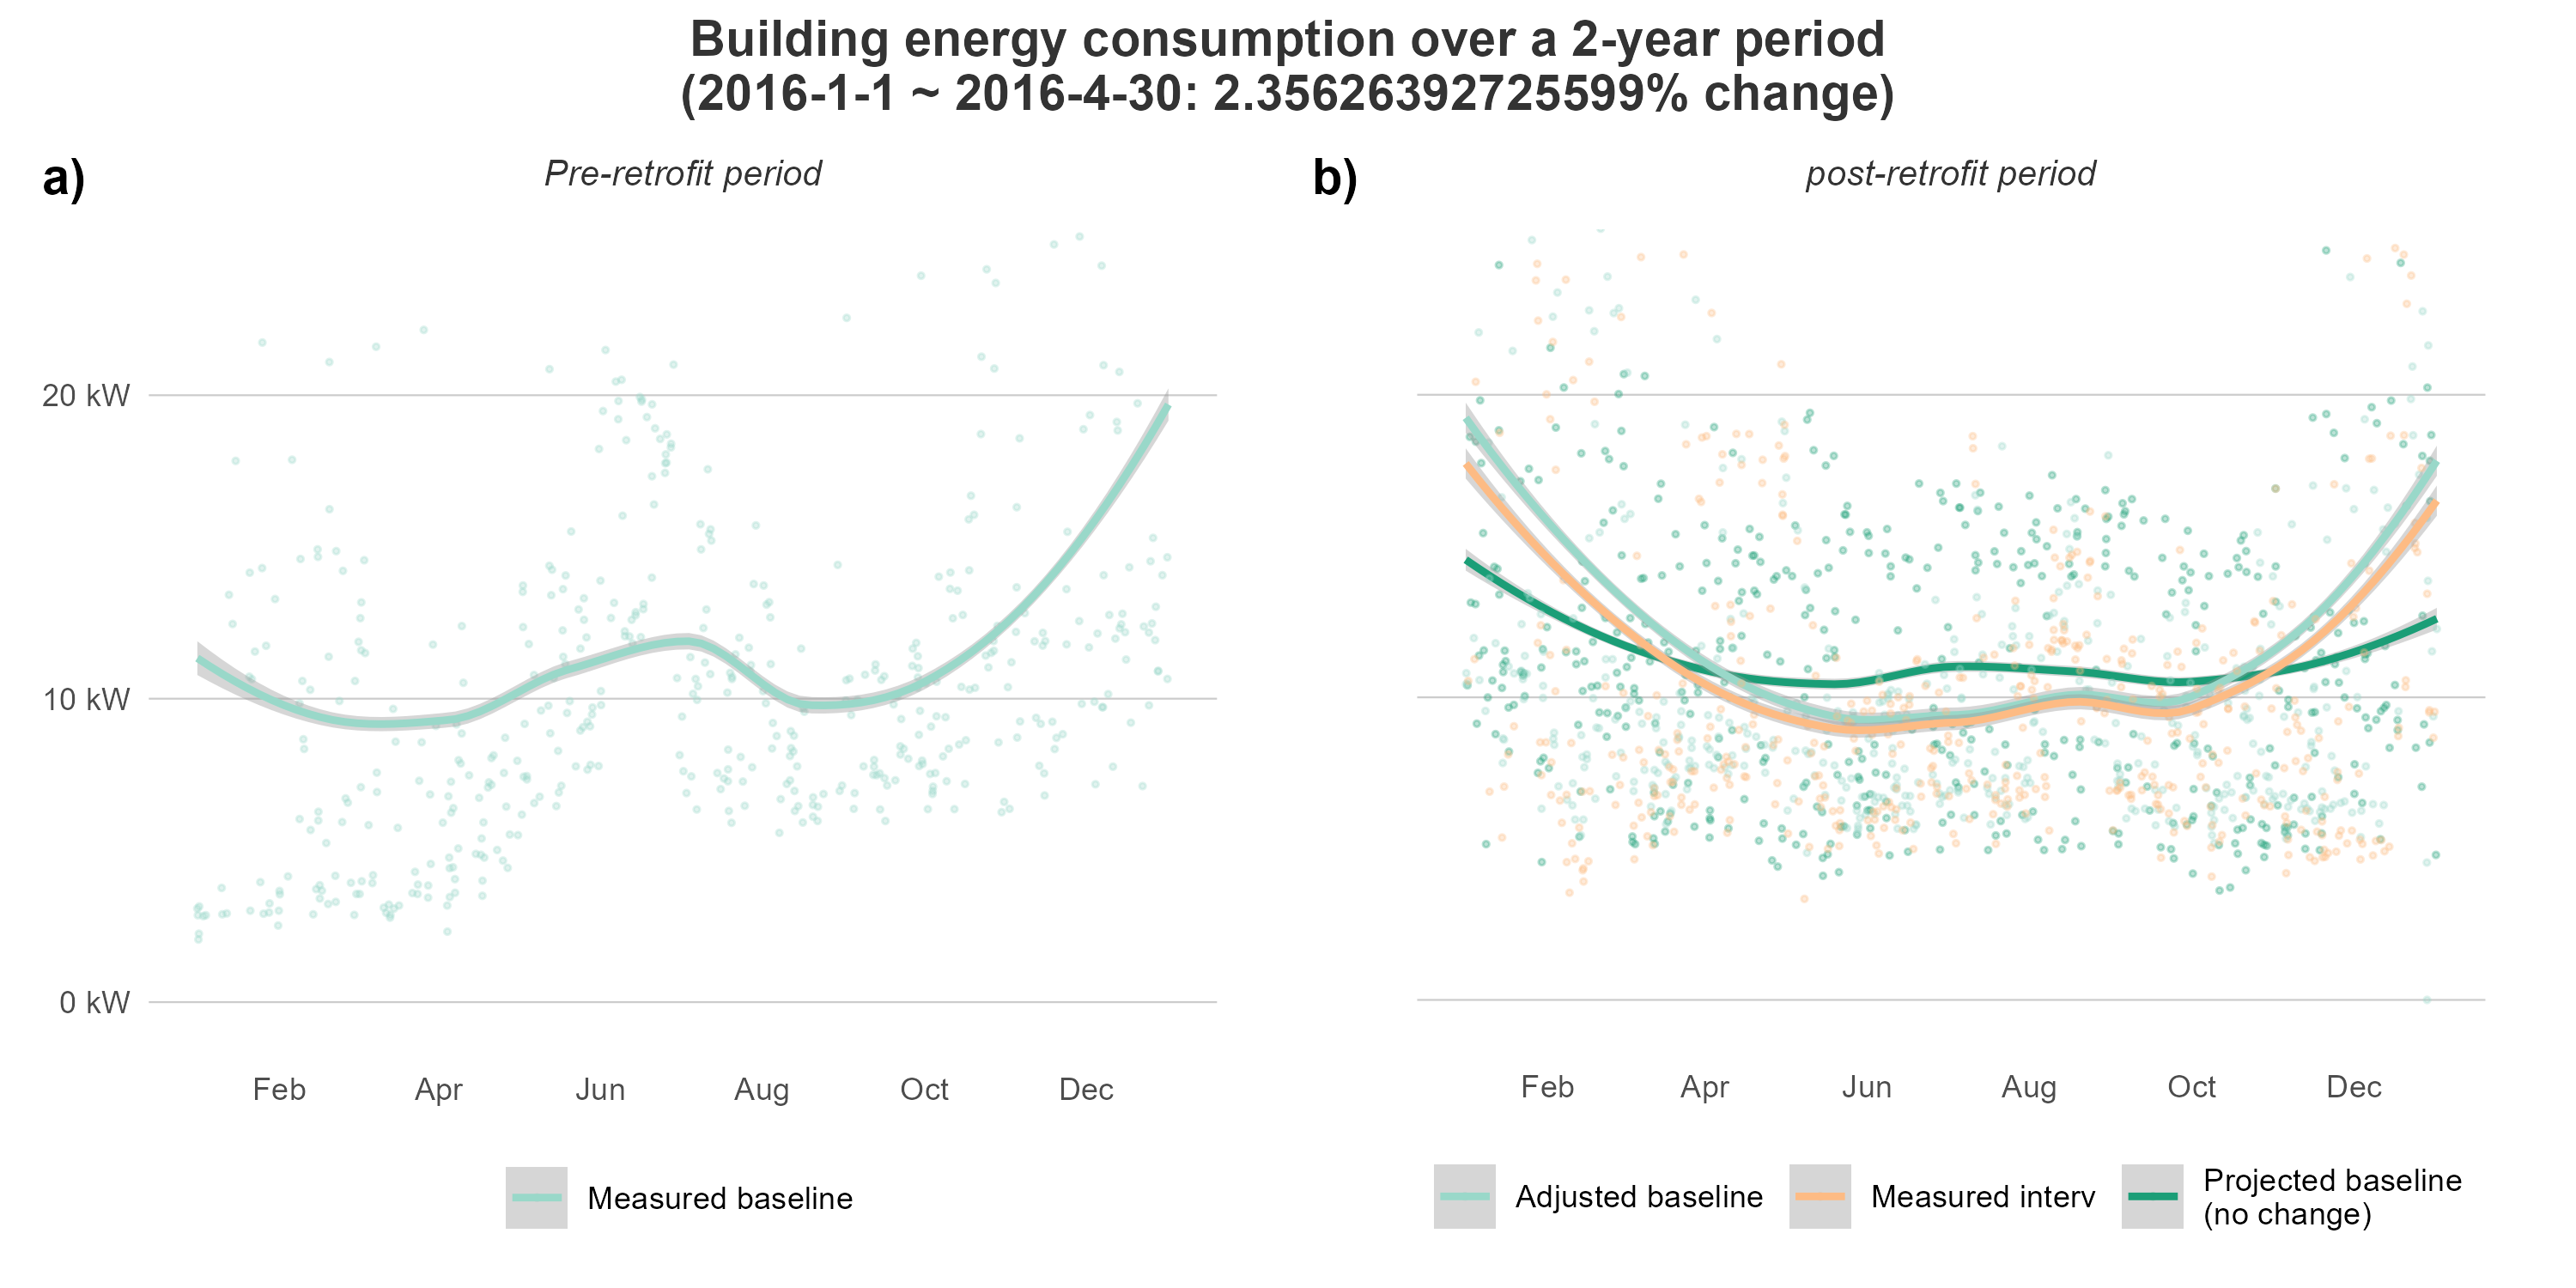 Building energy consumption over a 2-year period
(2016-1-1 ~ 2016-4-30: 2.35626392725599% change)
a)
Pre-retrofit period
20 kW
10 kW
0 kW
Feb Apr Jun Aug Oct Dec
Measured baseline
b)
post-retrofit period
Feb Apr Jun Aug Oct Dec
Adjusted baseline
Measured interv
Projected baseline
(no change)